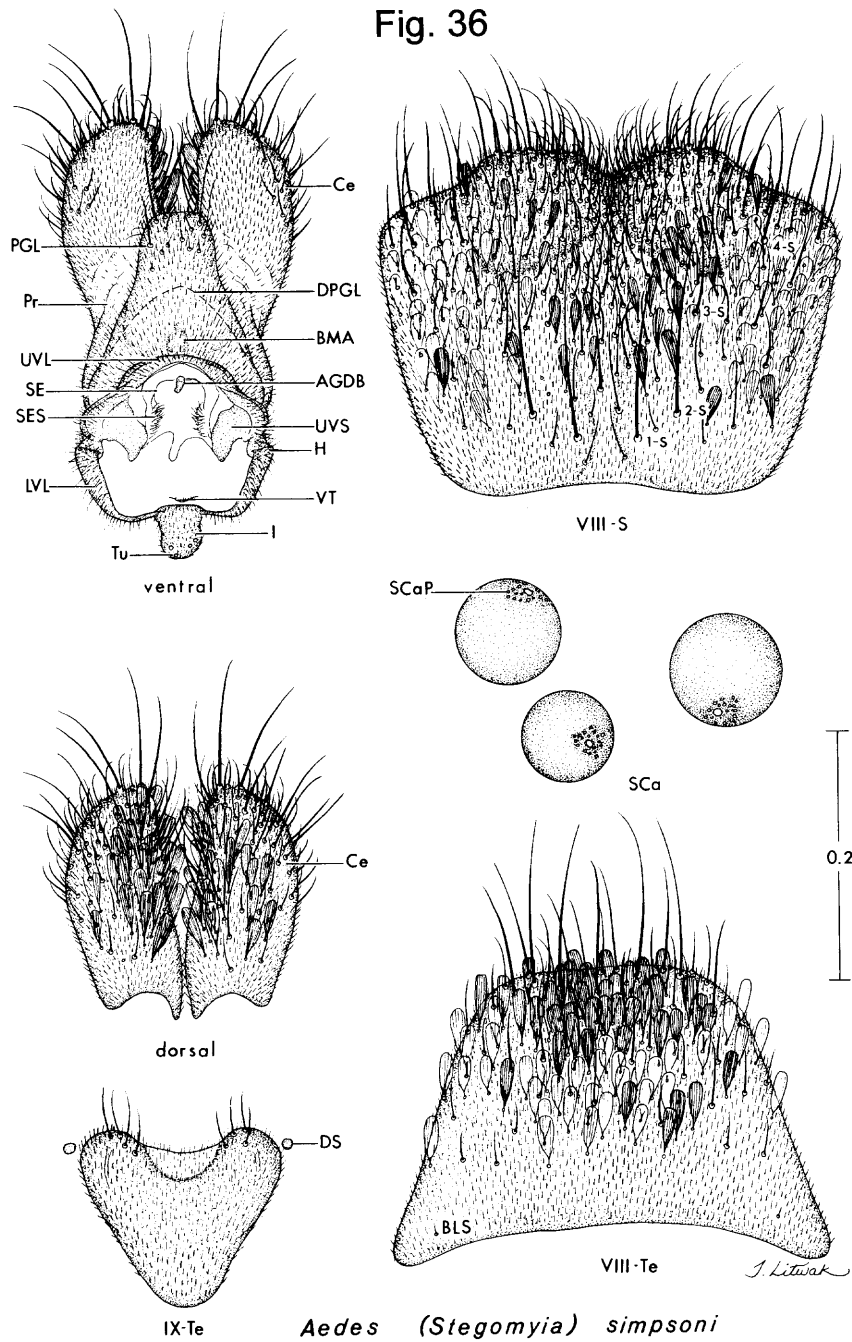 Fig. 36
Ce
PGL
DPGL
Pr
BMA
UVL
AGDB
SE
SES
UVS
H
LVL
VT
I
Tu
ventral
4-S
3-S
2-S
1-S
VIII-S
SCaP
SCa
0.2
Ce
dorsal
DS
IX-Te
BLS
VIII-Te
T. Litwak
Aedes (Stegomyia) simpsoni